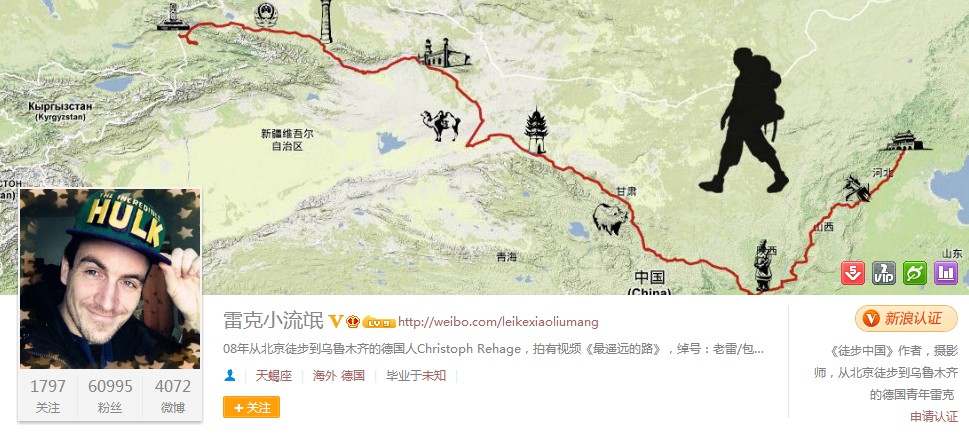 Кыргызстан
(Kyrgyzstan)
新疆维吾尔
自治区
甘肃
青海
中国
(China)
山西
河北
山东
THE INCREDIBLE
HULK
5
2
VIP
雷克小流氓 V LV 9 http://weibo.com/leikexiaoliumang
08年从北京徒步到乌鲁木齐的德国人Christoph Rehage，拍有视频《最遥远的路》，绰号：老雷/包...
天蝎座 | 海外 德国 | 毕业于未知
+ 关注
1797 60995 4072
关注 粉丝 微博
V 新浪认证
《徒步中国》作者，摄影
师，从北京徒步到乌鲁木齐
的德国青年雷克
申请认证